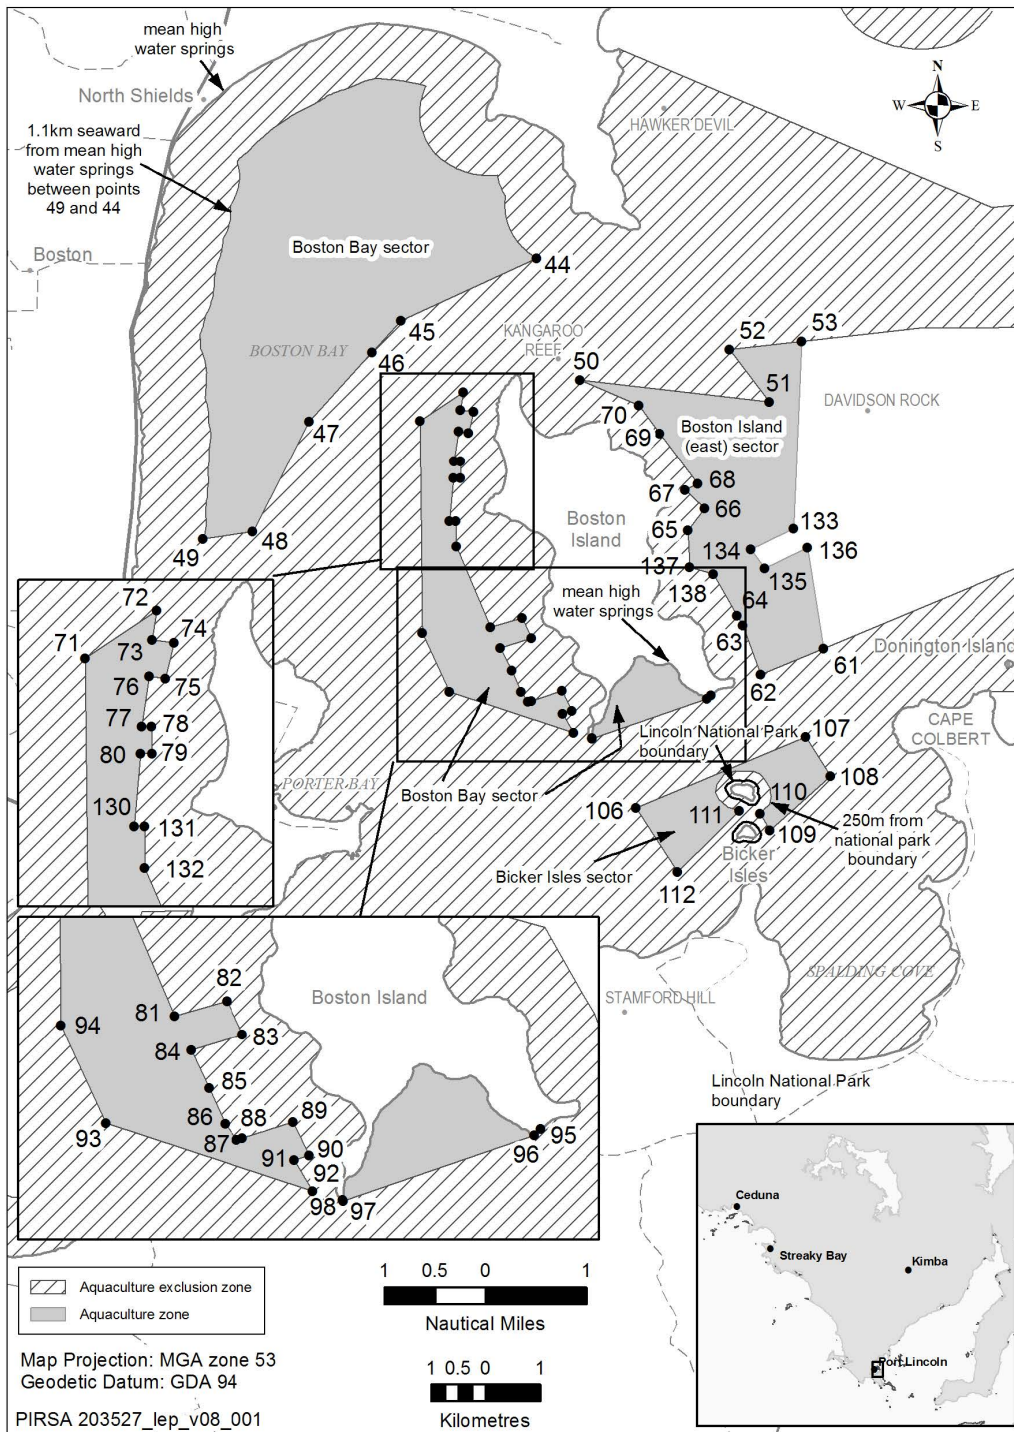 mean high
water springs
North Shields
1.1km seaward
from mean high
water springs
between points
49 and 44
Boston
HAWKER DEVIL
N
W
E
S
Boston Bay sector
44
45
46
47
48
49
BOSTON BAY
KANGAROO
REEF
50
52
53
51
DAVIDSON ROCK
70
69
Boston Island
(east) sector
68
67
66
65
Boston
Island
133
134
136
135
137
138
64
63
mean high
water springs
61
62
Donington Island
CAPE
COLBERT
72
71
73
74
76
75
77
78
80
79
130
131
132
PORTER BAY
Boston Bay sector
Lincoln National Park
boundary
107
108
106
111
110
109
250m from
national park
boundary
Bicker Isles sector
Bicker
Isles
112
SPALDING COVE
STAMFORD HILL
Lincoln National Park
boundary
82
81
Boston Island
94
83
84
85
86
88
89
93
87
90
91
92
95
96
98
97
Aquaculture exclusion zone
Aquaculture zone
1 0.5 0 1
Nautical Miles
1 0.5 0 1
Kilometres
Map Projection: MGA zone 53
Geodetic Datum: GDA 94
PIRSA 203527_lep_v08_001
Ceduna
Streaky Bay
Kimba
Port Lincoln